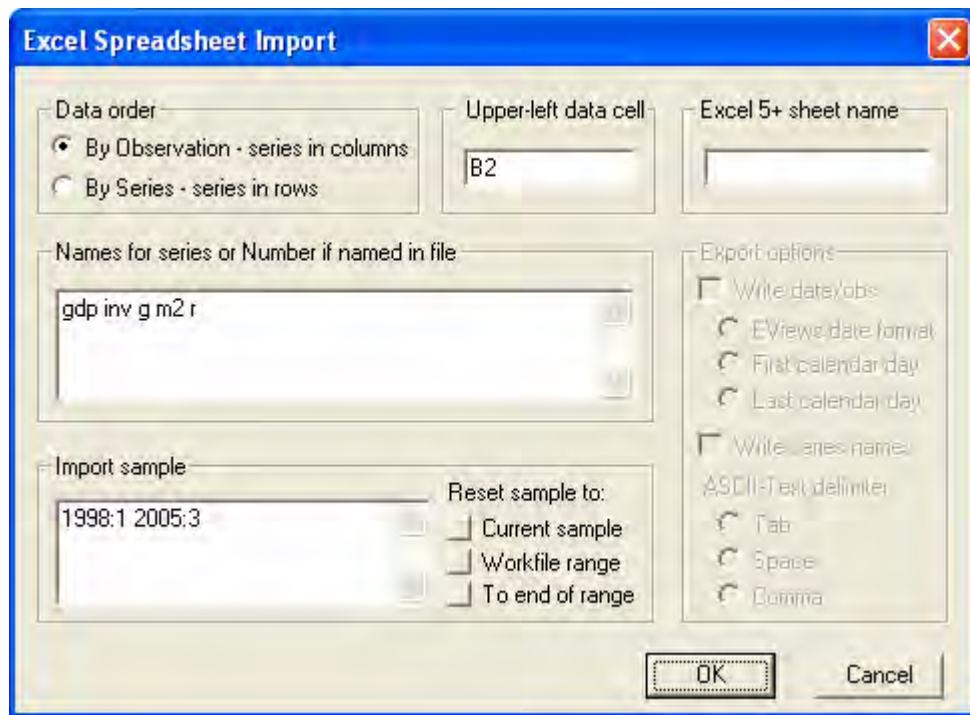 Excel Spreadsheet Import
Data order
By Observation - series in columns
By Series - series in rows
Upper-left data cell
B2
Excel 5+ sheet name
Names for series or Number if named in file
gdp inv g m2 r
Export options
Write date/obs
EViews date format
First calendar day
Last calendar day
Write series names
ASCII-Text delimiter
Tab
Space
Comma
Import sample
1998:1 2005:3
Reset sample to:
Current sample
Workfile range
To end of range
OK
Cancel